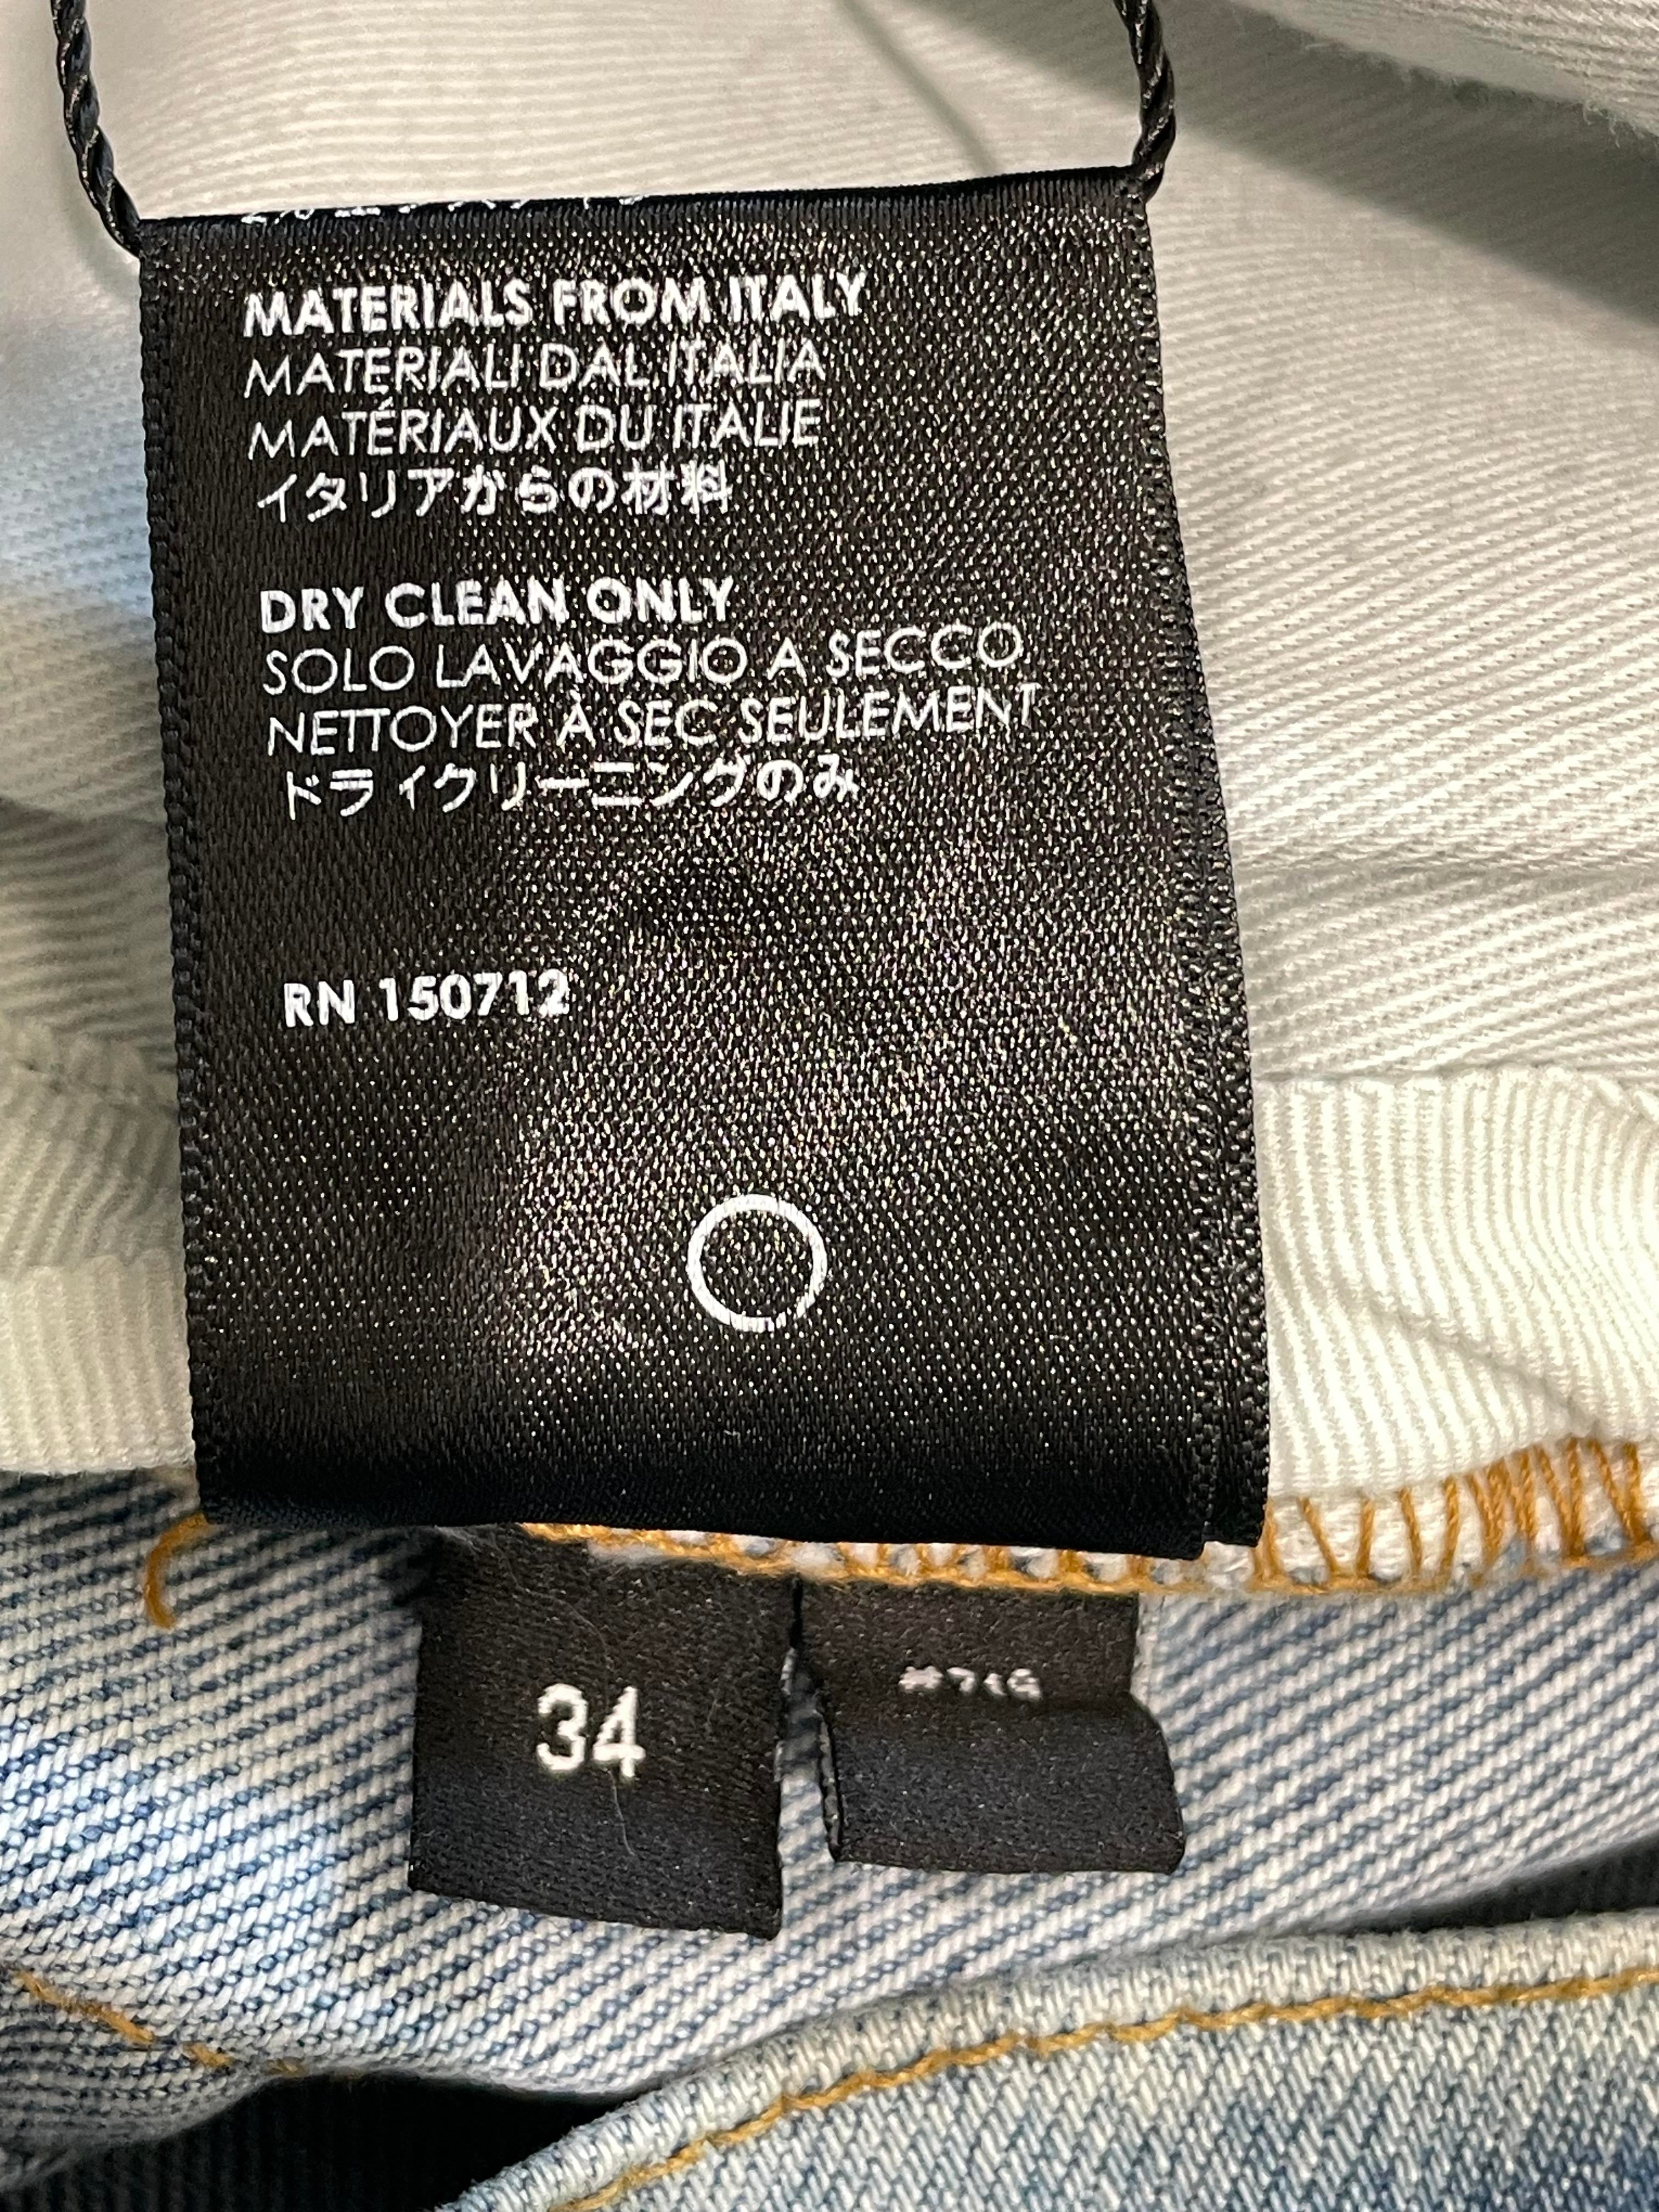 MATERIALS FROM ITALY
MATERIALI DAL ITALIA
MATÉRIAUX DU ITALIE
イタリアからの材料
DRY CLEAN ONLY
SOLO LAVAGGIO A SECCO
NETTOYER À SEC SEULEMENT
ドライクリーニングのみ
RN 150712
34